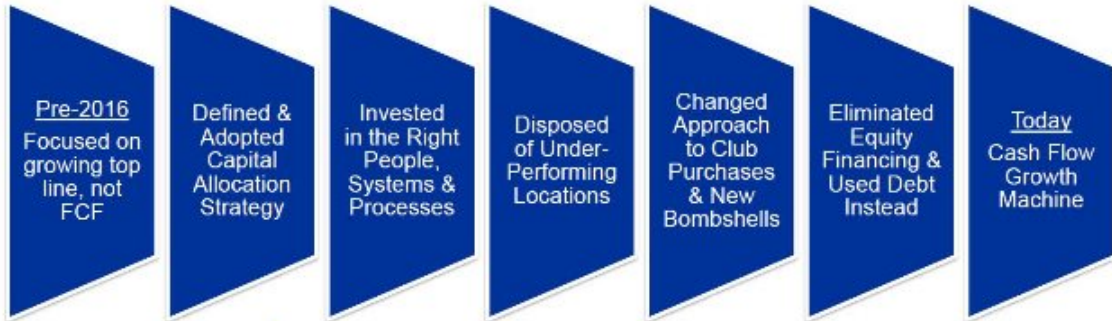 Pre-2016
Focused on
growing top
line, not
FCF
Defined &
Adopted
Capital
Allocation
Strategy
Invested
in the Right
People,
Systems &
Processes
Disposed
of Under-
Performing
Locations
Changed
Approach
to Club
Purchases
& New
Bombshells
Eliminated
Equity
Financing &
Used Debt
Instead
Today
Cash Flow
Growth
Machine